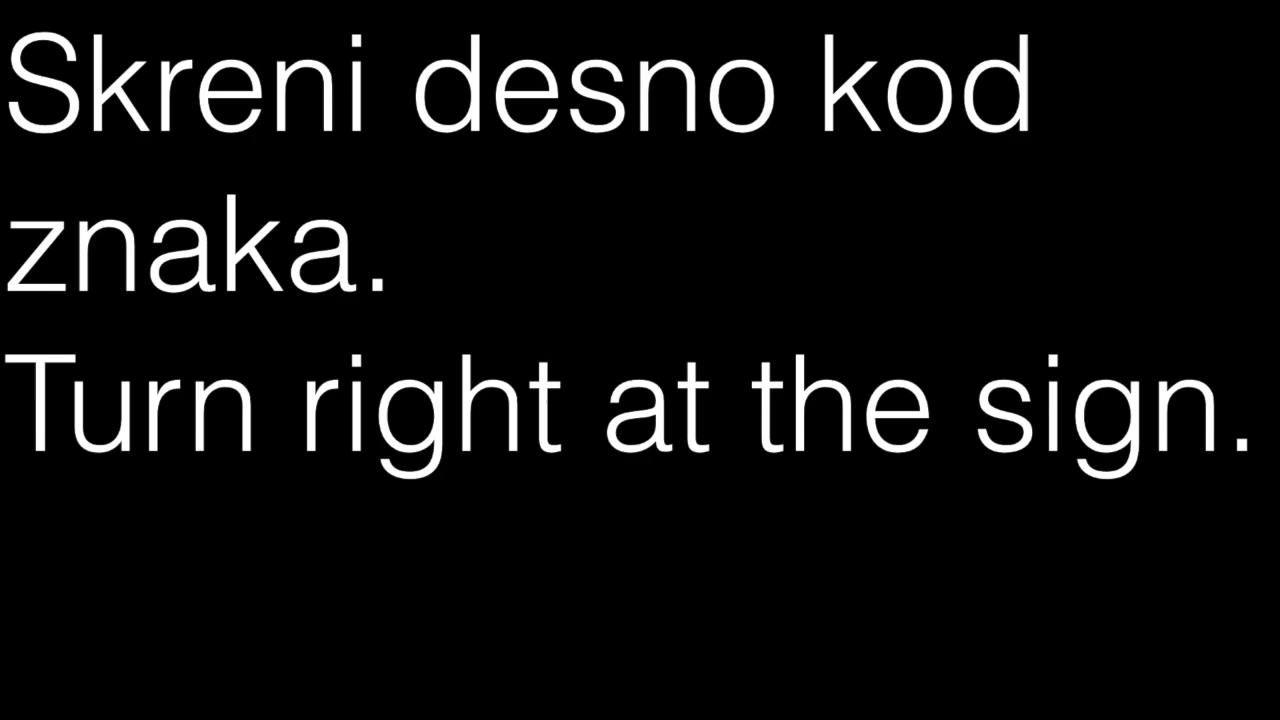 Skreni desno kod
znaka.
Turn right at the sign.